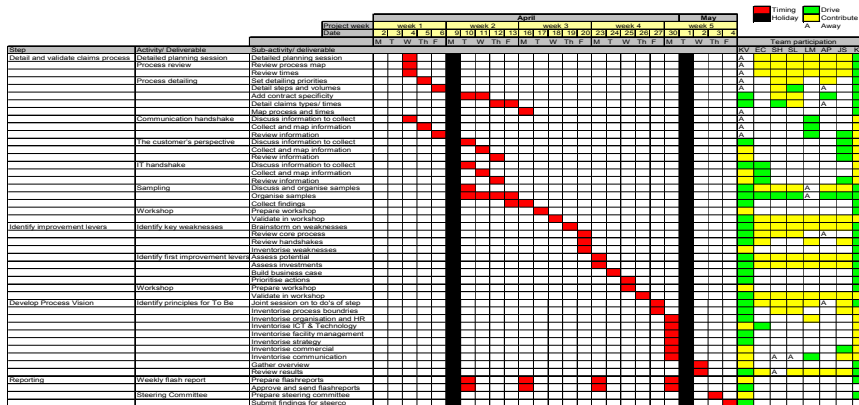 Timing Drive
Holiday Contribute
A Away
April May
Project week week 1 week 2 week 3 week 4 week 5
Date 2 3 4 5 6 9 10 11 12 13 16 17 18 19 20 23 24 25 26 27 30 1 2 3 4
M T W Th F M T W Th F M T W Th F M T W Th F M T W Th F Team participation
Step Activity/ Deliverable Sub-activity/ deliverable KV EC SH SL LM AP JS K
Detail and validate claims process Detailed planning session Detailed planning session A
Process review Review process map A
Review times A
Process detailing Set detailing priorities A
Detail steps and volumes A A
Add contract specificity
Detail claims types/ times A
Map process and times A
Communication handshake Discuss information to collect A
Collect and map information A
Review information A
The customer's perspective Discuss information to collect
Collect and map information
Review information
IT handshake Discuss information to collect
Collect and map information
Review information
Sampling Discuss and organise samples A
Organise samples A
Collect findings
Workshop Prepare workshop
Validate in workshop
Identify improvement levers Identify key weaknesses Brainstorm on weaknesses
Review core process A
Review handshakes
Inventorise weaknesses
Identify first improvement levers Assess potential
Assess investments
Build business case
Prioritise actions
Workshop Prepare workshop
Validate in workshop
Develop Process Vision Identify principles for To Be Joint session on to do's of step A
Inventorise process boundries
Inventorise organisation and HR
Inventorise ICT & Technology
Inventorise facility management
Inventorise strategy
Inventorise commercial
Inventorise communication A A A
Gather overview
Review results A
Reporting Weekly flash report Prepare flashreports
Approve and send flashreports
Steering Committee Prepare steering committee
Submit findings for steerco